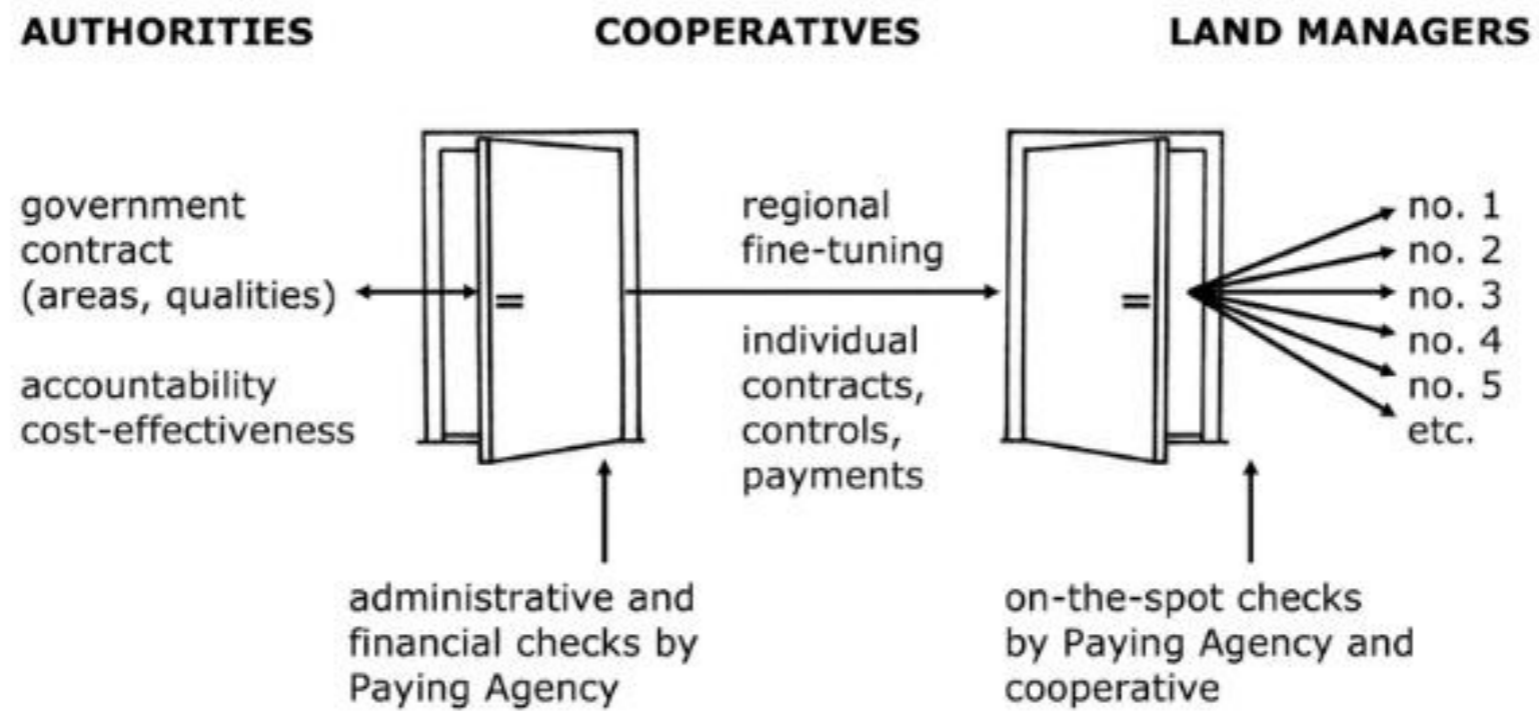 AUTHORITIES
COOPERATIVES
LAND MANAGERS
government
contract
(areas, qualities)
accountability
cost-effectiveness
regional
fine-tuning
individual
contracts,
controls,
payments
no. 1
no. 2
no. 3
no. 4
no. 5
etc.
administrative and
financial checks by
Paying Agency
on-the-spot checks
by Paying Agency and
cooperative